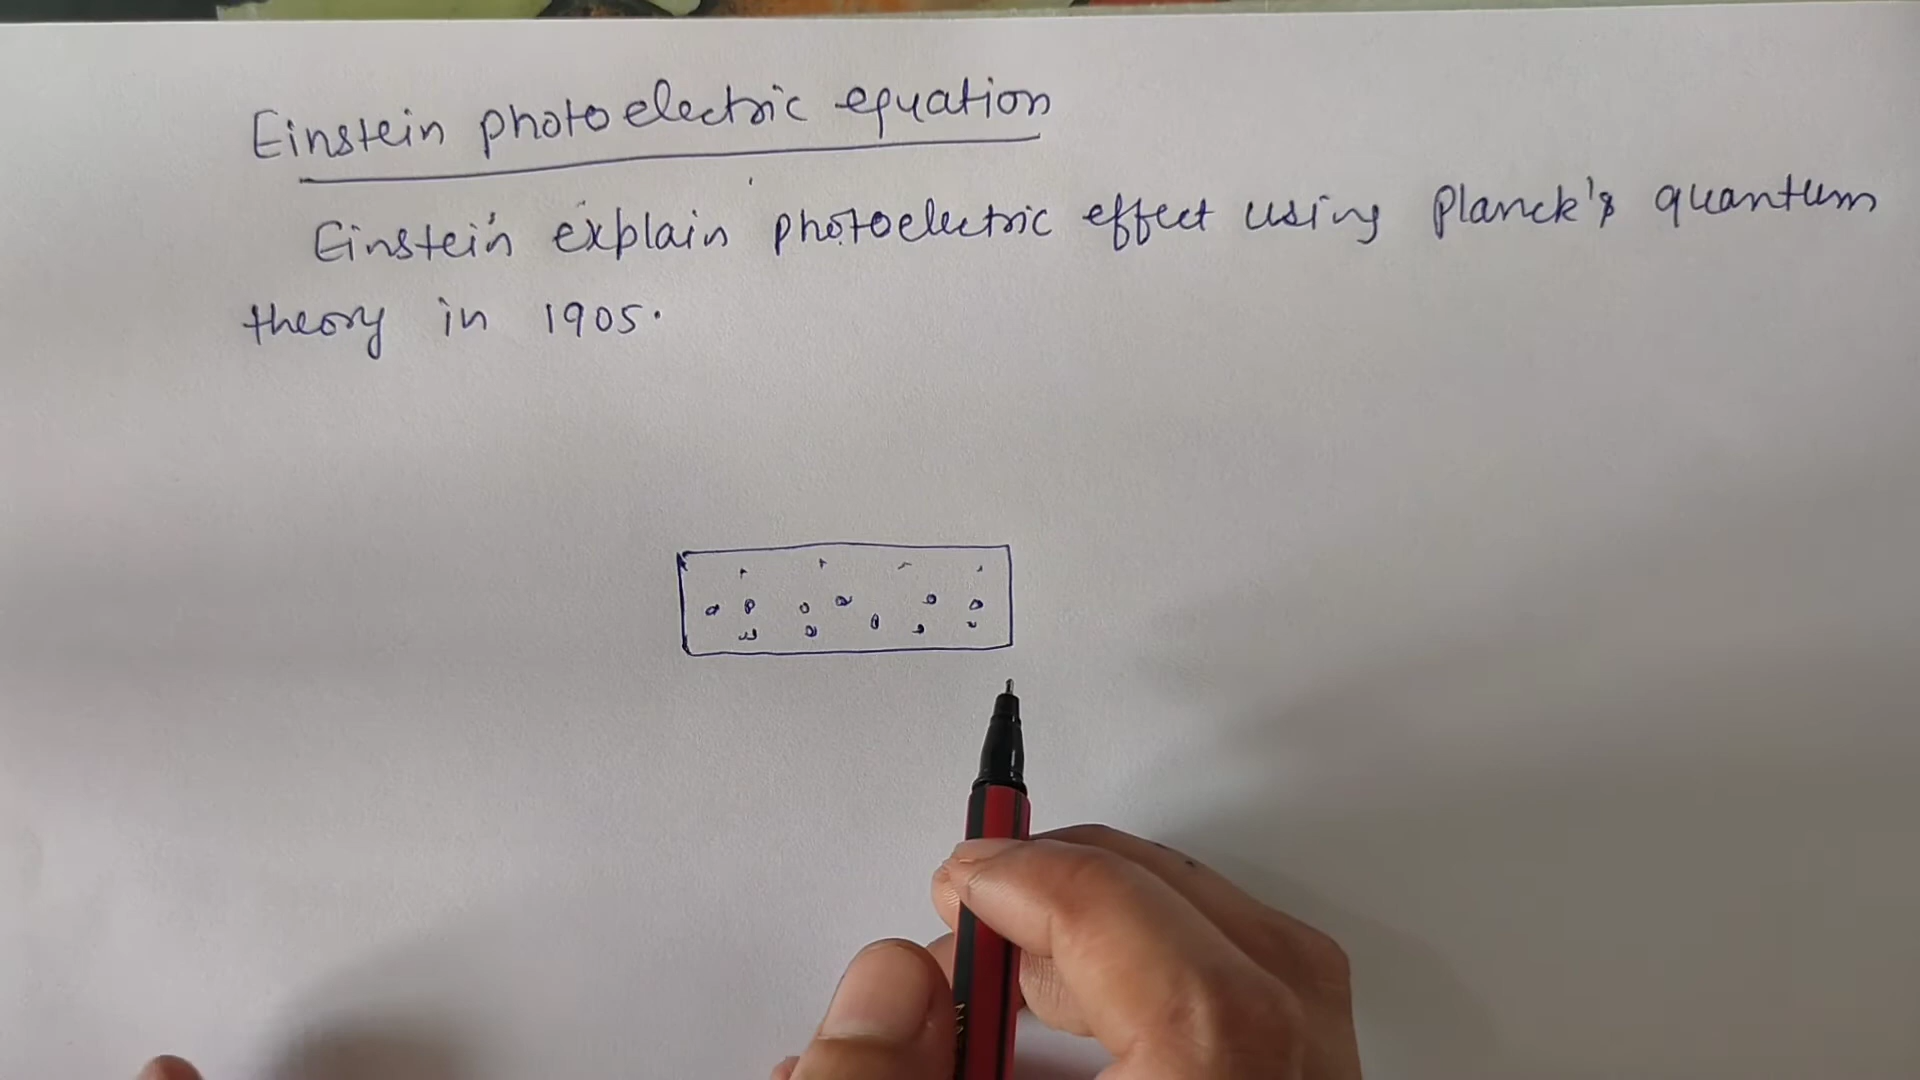 Einstein photoelectric equation
Einstein explain photoelectric effect using Planck's quantum
theory in 1905.